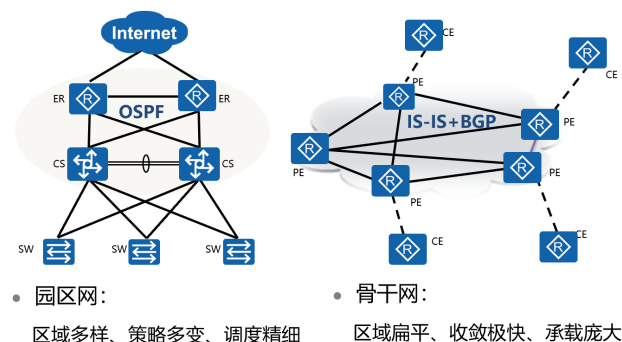 Internet
ER
OSPF
ER
CS
CS
SW
SW
SW
园区网：
区域多样、策略多变、调度精细
CE
CE
PE
IS-IS+BGP
PE
PE
PE
PE
CE
CE
骨干网：
区域扁平、收敛极快、承载庞大